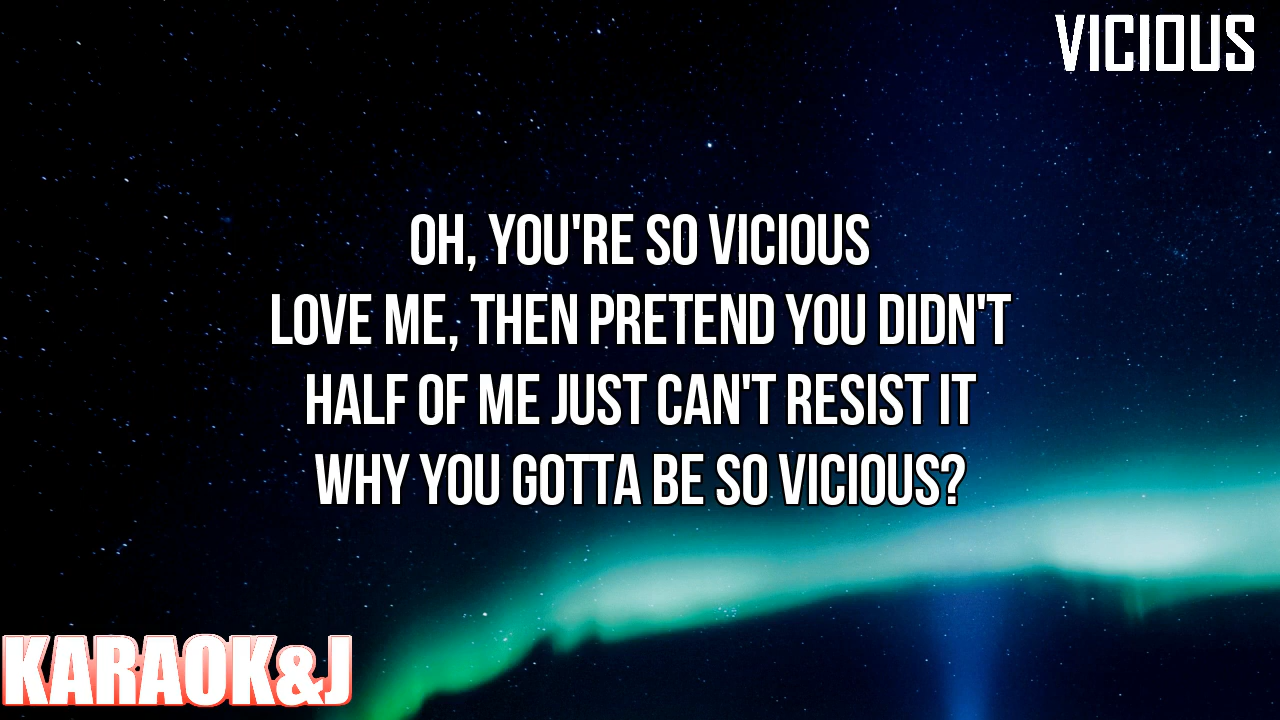 VICIOUS
OH, YOU'RE SO VICIOUS
LOVE ME, THEN PRETEND YOU DIDN'T
HALF OF ME JUST CAN'T RESIST IT
WHY YOU GOTTA BE SO VICIOUS?
KARAOK&J